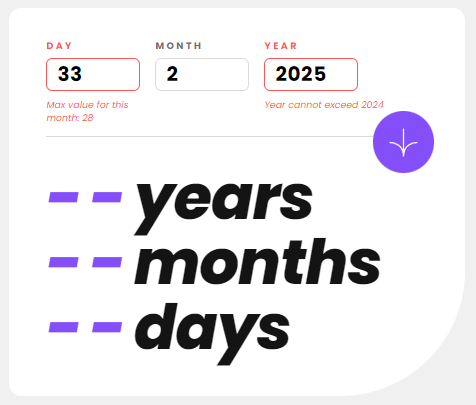 DAY MONTH YEAR
33 2 2025
Max value for this Year cannot exceed 2024
month: 28
-- years
-- months
-- days